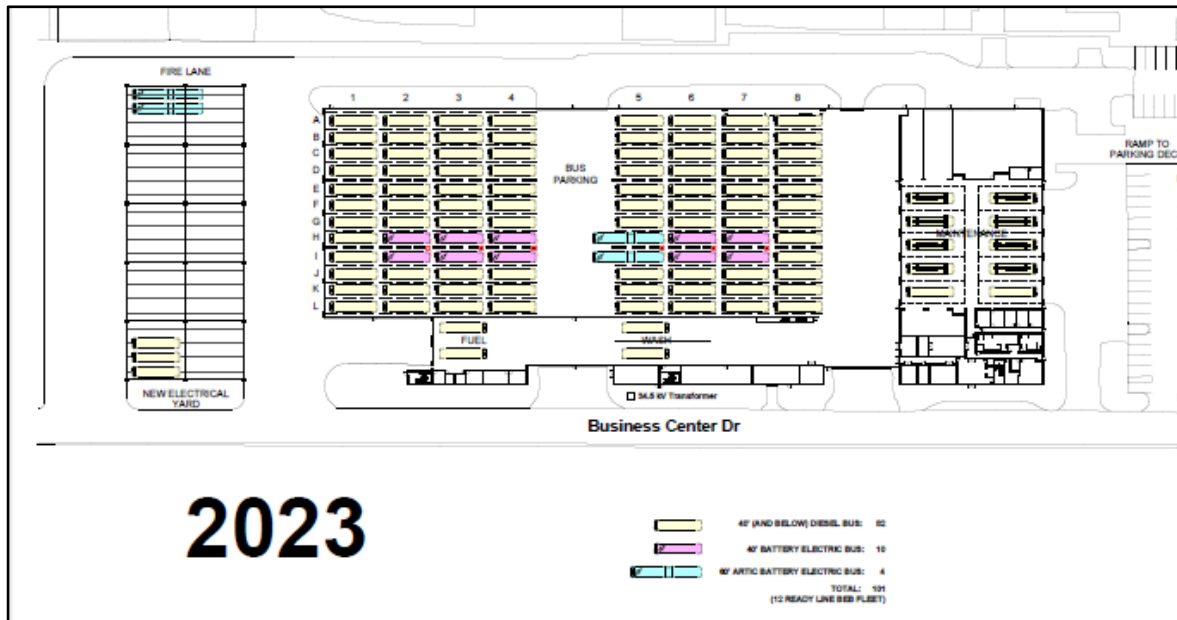 FIRE LANE
1 2 3 4 5 6 7 8
A
B
C
D
E
F
G
H
I
J
K
L
BUS
PARKING
RAMP TO
PARKING DEC
MAINTENANCE
FUEL
WASH
NEW ELECTRICAL
YARD
34.5 kV Transformer
Business Center Dr
2023
40' (AND BELOW) DIESEL BUS:
40' BATTERY ELECTRIC BUS: 10
60' ARTIC BATTERY ELECTRIC BUS: 4
TOTAL: 101
(12 READY LINE BEB FLEET)